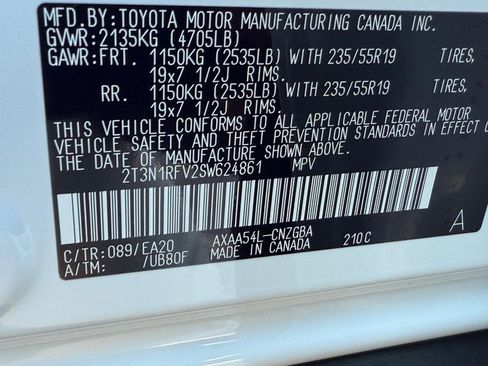 MFD.BY: TOYOTA MOTOR MANUFACTURING CANADA INC.
GVWR: 2135KG (4705LB)
GAWR: FRT. 1150KG (2535LB) WITH 235/55R19 TIRES,
19x7 1/2J RIMS.
RR. 1150KG (2535LB) WITH 235/55R19 TIRES,
19x7 1/2J RIMS.
THIS VEHICLE CONFORMS TO ALL APPLICABLE FEDERAL MOTOR
VEHICLE SAFETY AND THEFT PREVENTION STANDARDS IN EFFECT O
THE DATE OF MANUFACTURE SHOWN ABOVE.
2T3N1RFV2SW624861 MPV
C/TR: 089/EA20 AXAA54L-CNZGBA 210C A
A/TM: /UB80F MADE IN CANADA